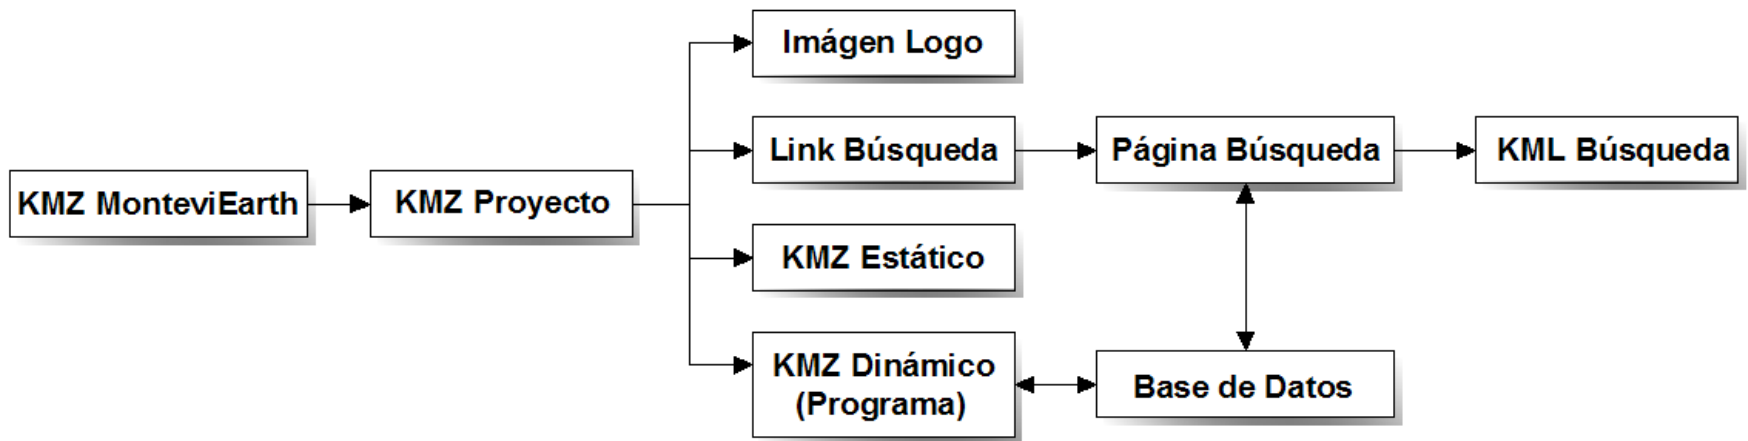 Imágen Logo
Link Búsqueda
Página Búsqueda
KML Búsqueda
KMZ MonteviEarth
KMZ Proyecto
KMZ Estático
KMZ Dinámico
(Programa)
Base de Datos